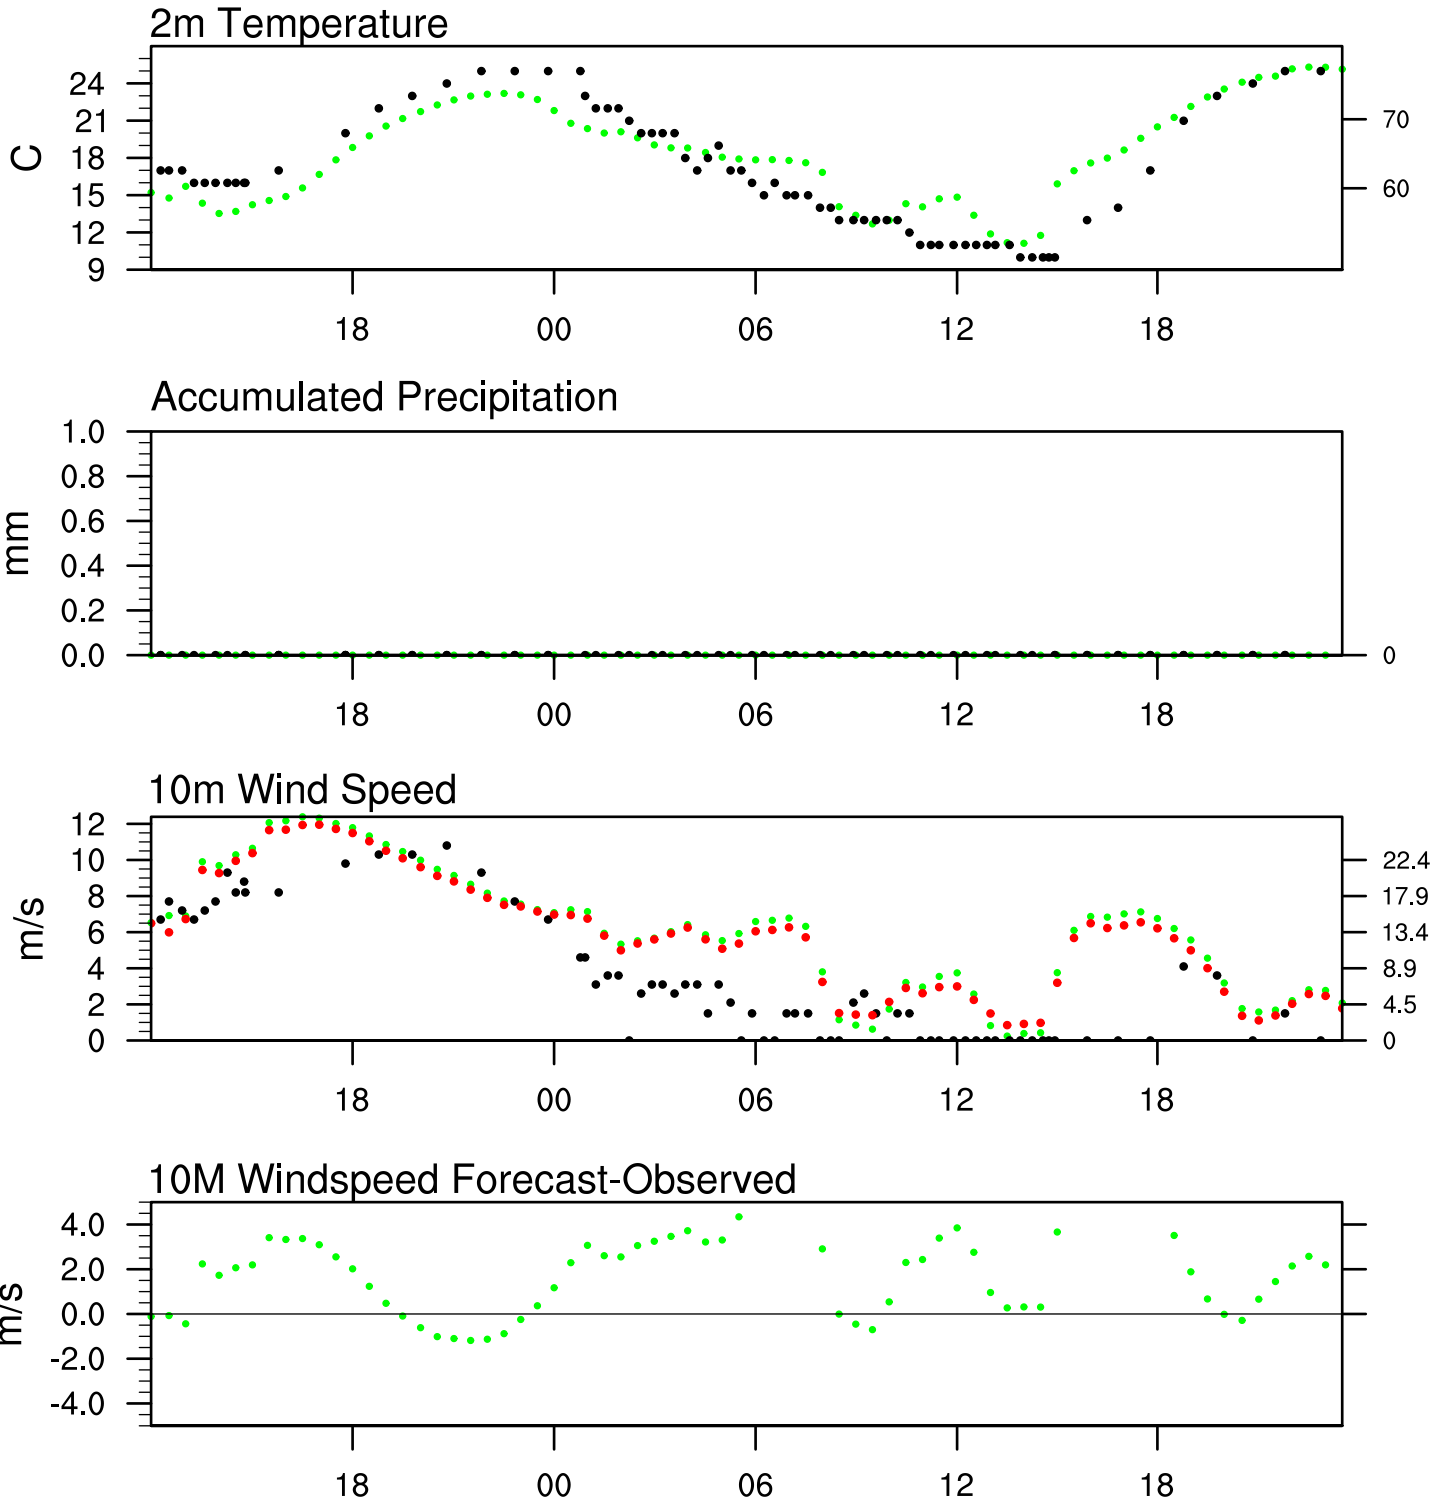 2m Temperature
24
21
18
15
12
9
C
70
60
18 00 06 12 18
Accumulated Precipitation
1.0
0.8
0.6
0.4
0.2
0.0
mm
0
18 00 06 12 18
10m Wind Speed
12
10
8
6
4
2
0
m/s
22.4
17.9
13.4
8.9
4.5
0
18 00 06 12 18
10M Windspeed Forecast-Observed
4.0
2.0
0.0
-2.0
-4.0
m/s
18 00 06 12 18